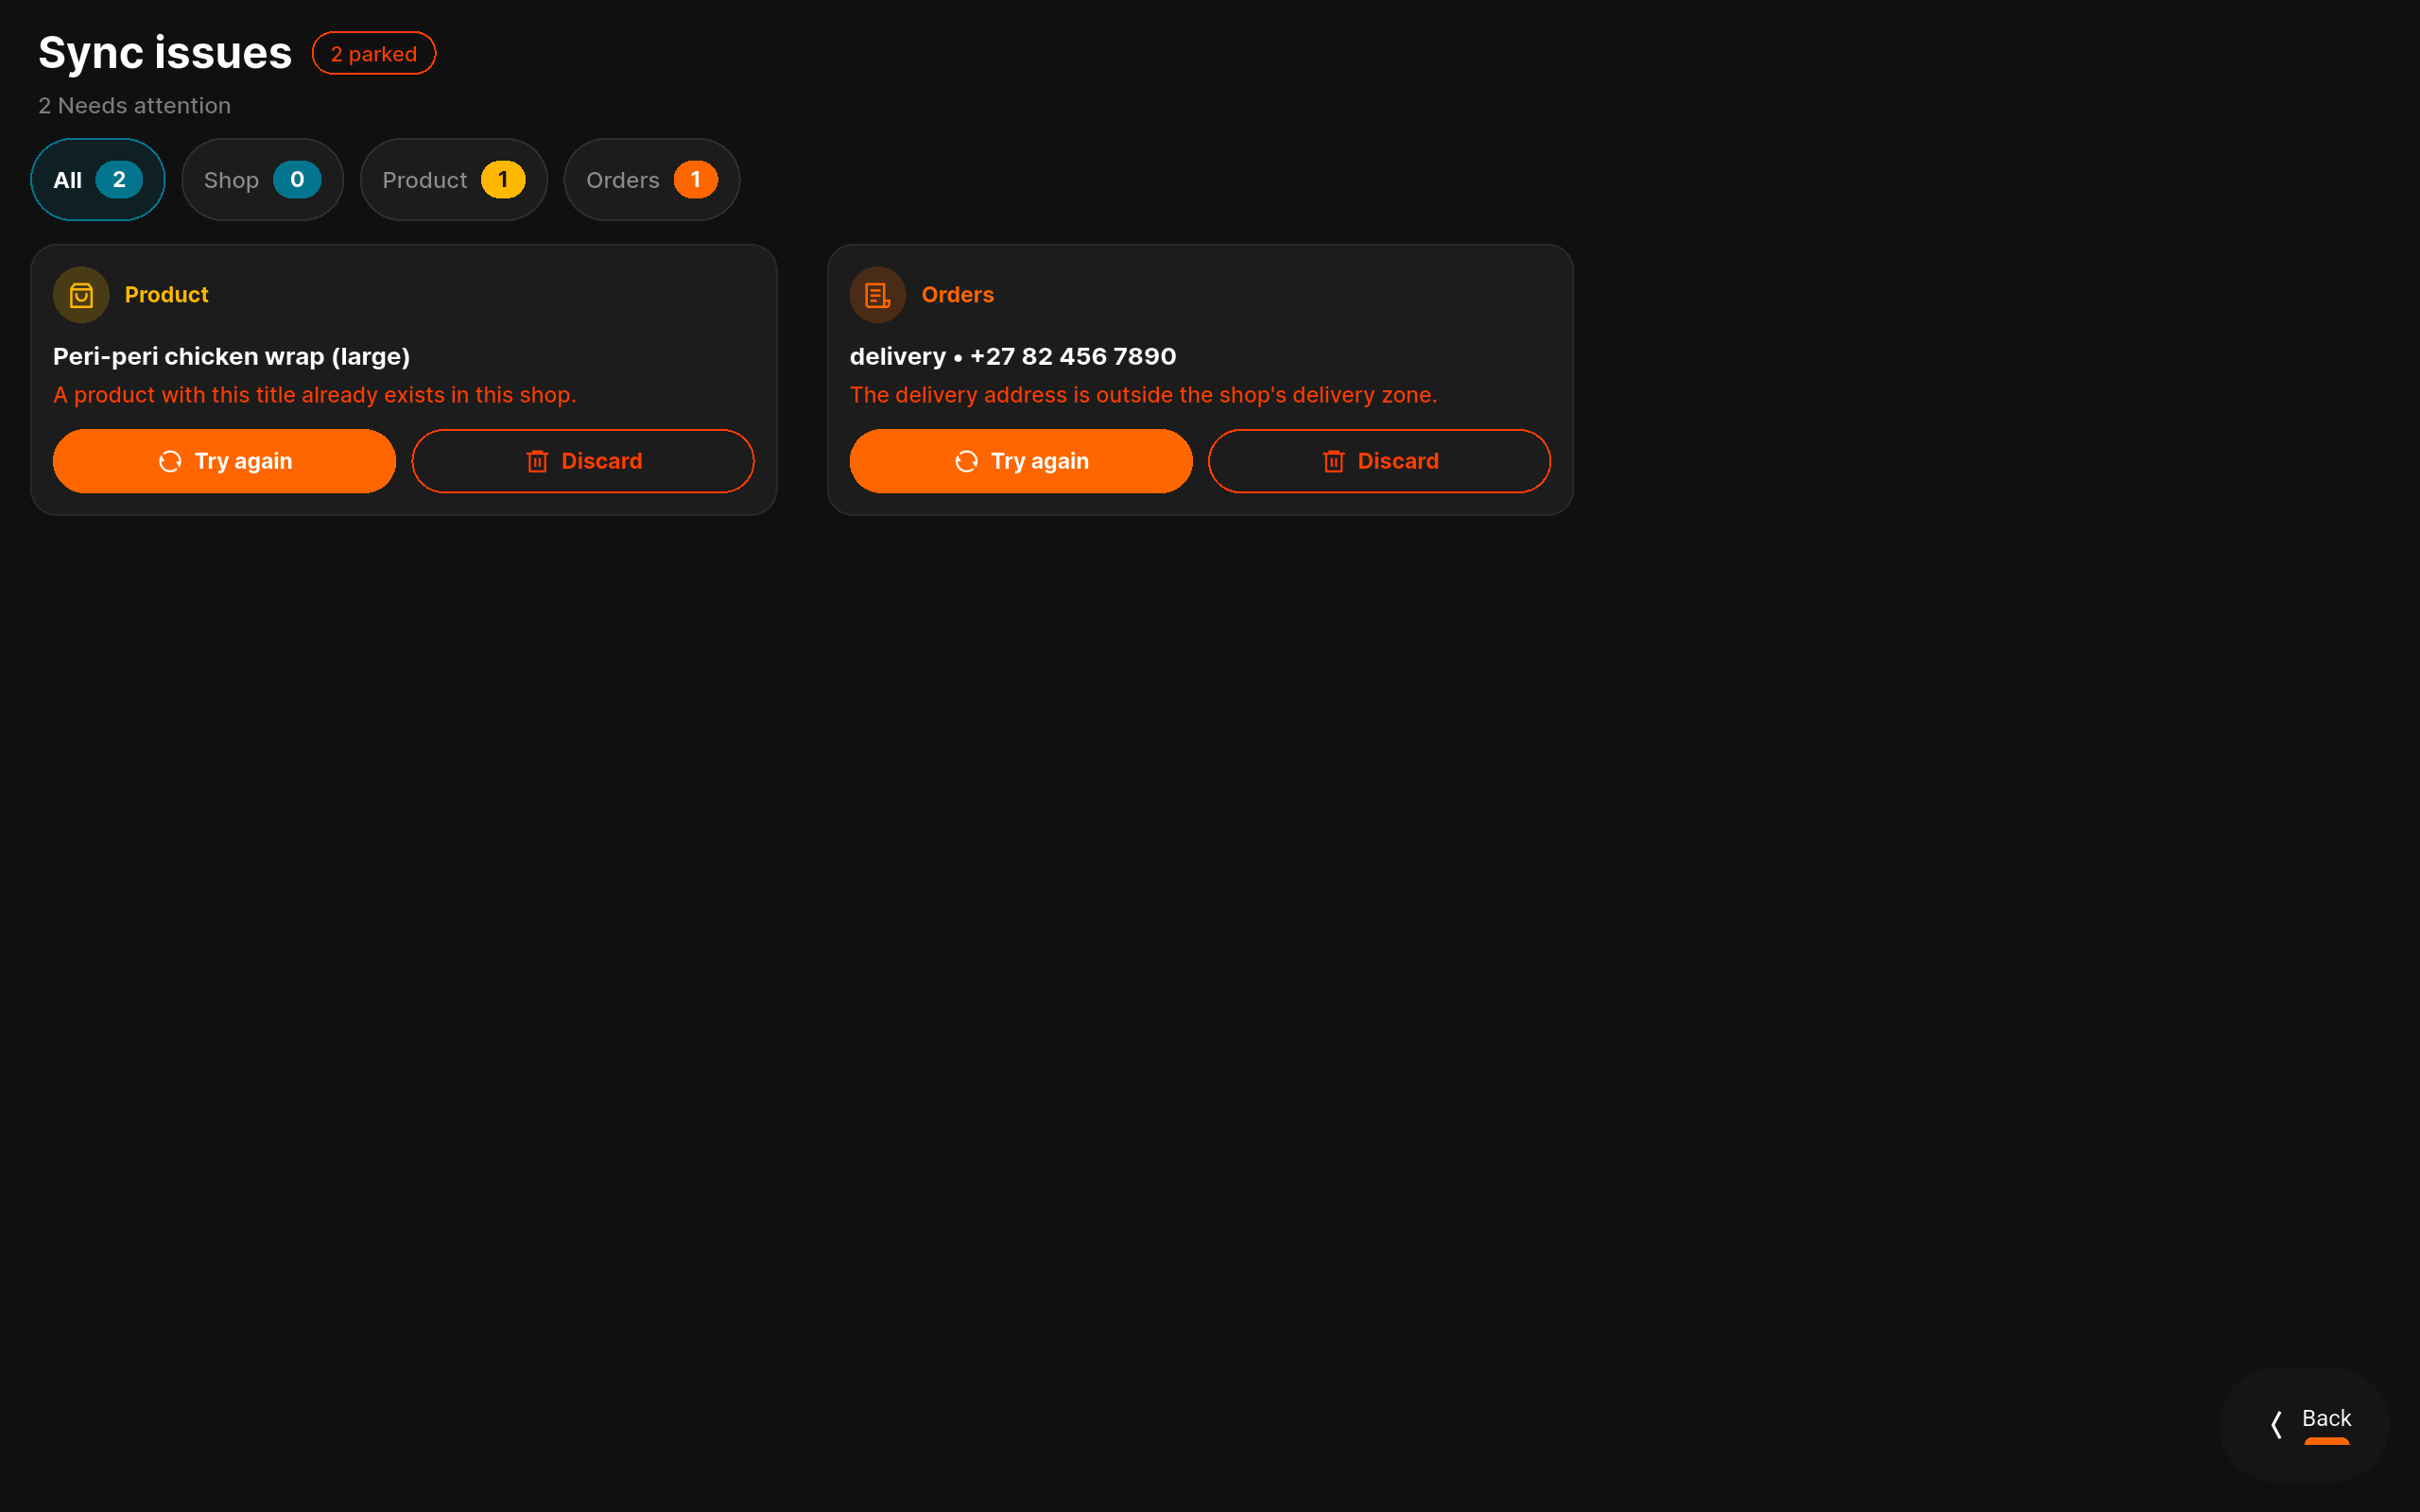 Sync issues 2 parked
2 Needs attention
All 2 Shop 0 Product 1 Orders 1
Product
Peri-peri chicken wrap (large)
A product with this title already exists in this shop.
Try again Discard
Orders
delivery • +27 82 456 7890
The delivery address is outside the shop's delivery zone.
Try again Discard
Back